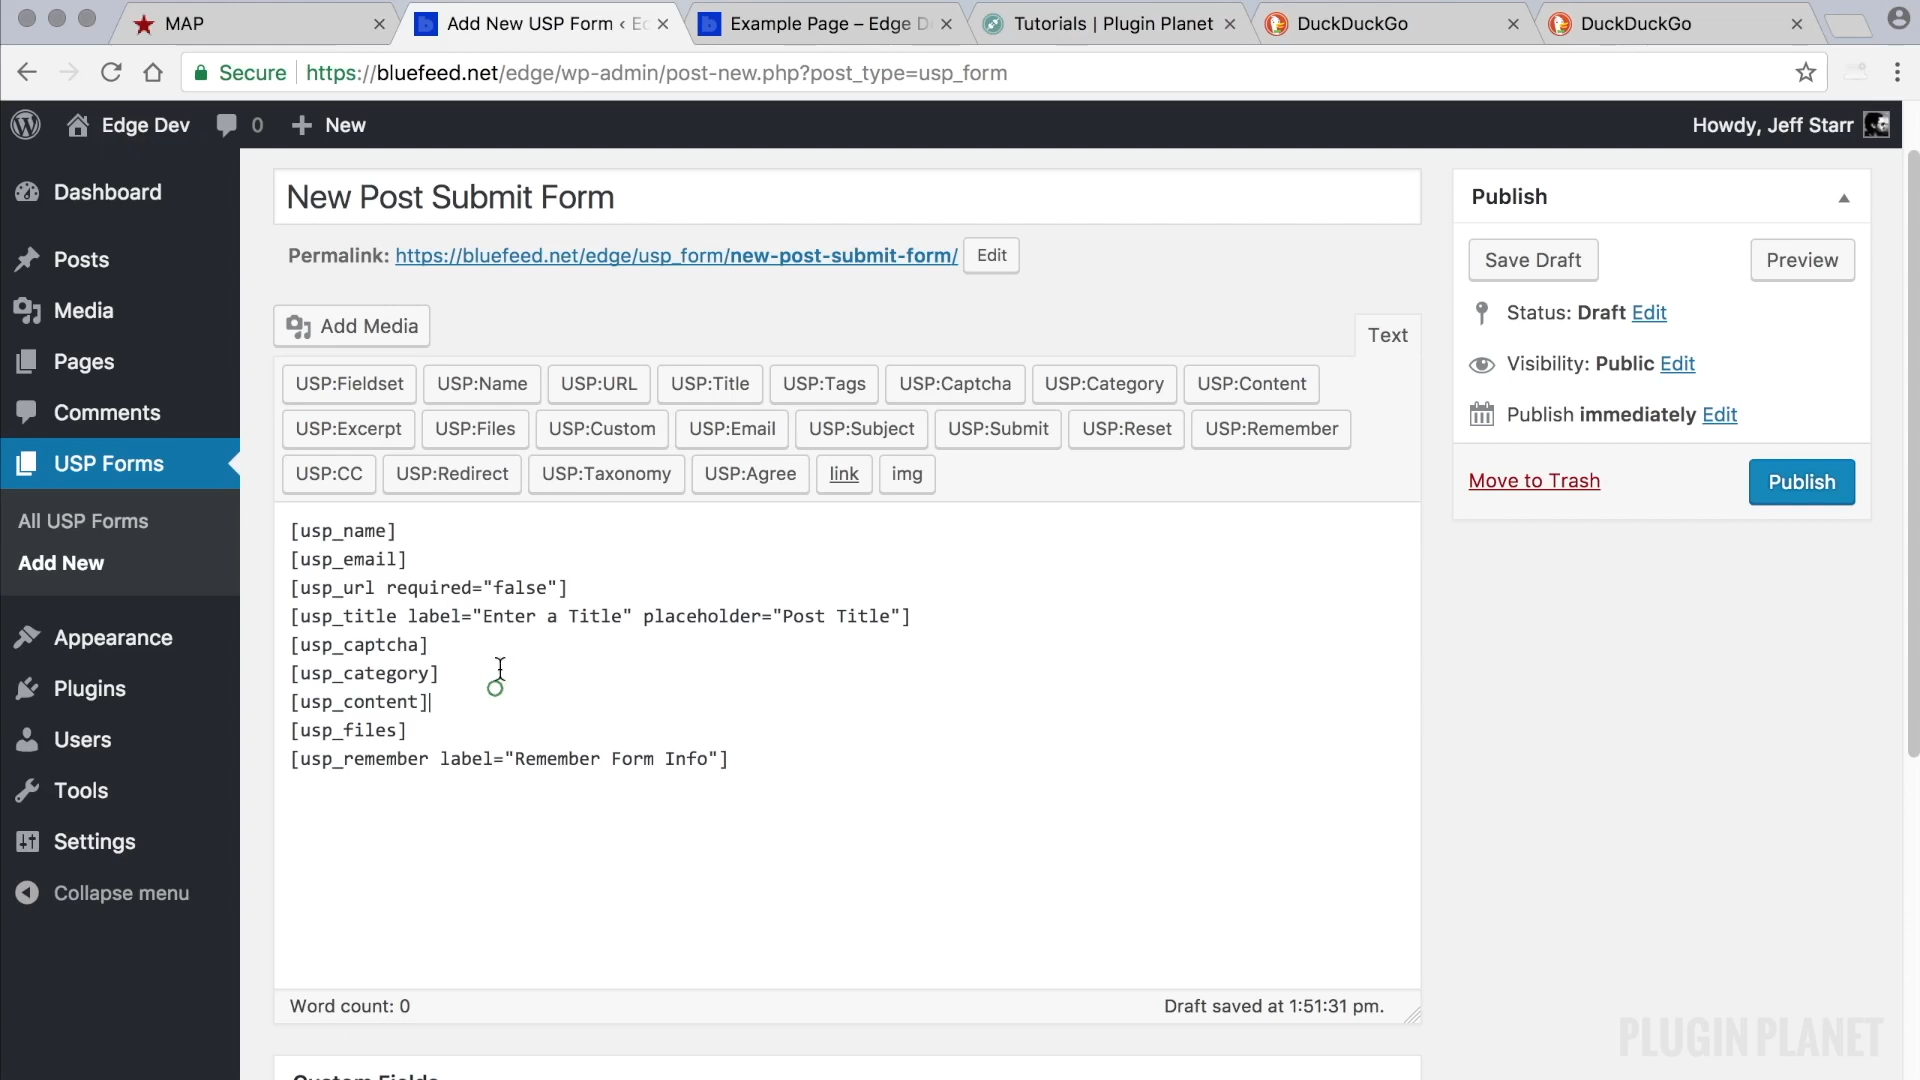 MAP
Add New USP Form ‹ Ed
Example Page – Edge D
Tutorials | Plugin Planet
DuckDuckGo
DuckDuckGo
Secure
https://bluefeed.net/edge/wp-admin/post-new.php?post_type=usp_form
Edge Dev
0
New
Howdy, Jeff Starr
Dashboard
Posts
Media
Pages
Comments
USP Forms
All USP Forms
Add New
Appearance
Plugins
Users
Tools
Settings
Collapse menu
New Post Submit Form
Permalink: https://bluefeed.net/edge/usp_form/new-post-submit-form/ Edit
Add Media
Text
USP:Fieldset USP:Name USP:URL USP:Title USP:Tags USP:Captcha USP:Category USP:Content
USP:Excerpt USP:Files USP:Custom USP:Email USP:Subject USP:Submit USP:Reset USP:Remember
USP:CC USP:Redirect USP:Taxonomy USP:Agree link img
[usp_name]
[usp_email]
[usp_url required="false"]
[usp_title label="Enter a Title" placeholder="Post Title"]
[usp_captcha]
[usp_category]
[usp_content]
[usp_files]
[usp_remember label="Remember Form Info"]
Word count: 0
Draft saved at 1:51:31 pm.
Custom Fields
Publish
Save Draft
Preview
Status: Draft Edit
Visibility: Public Edit
Publish immediately Edit
Move to Trash
Publish
PLUGIN PLANET